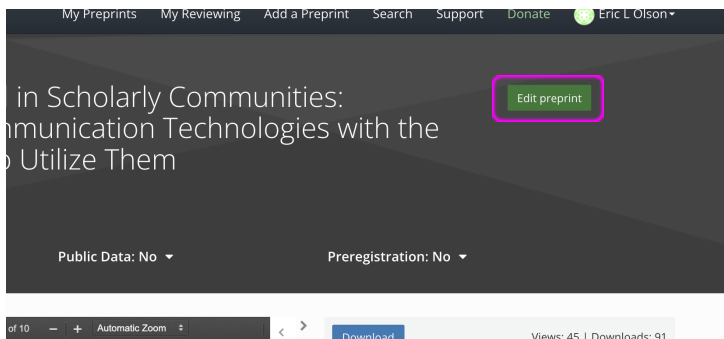 My Preprints My Reviewing Add a Preprint Search Support Donate Eric L Olson
in Scholarly Communities:
Edit preprint
mmunication Technologies with the
Utilize Them
Public Data: No
Preregistration: No
of 10 − + Automatic Zoom
Download
Views: 45 | Downloads: 91